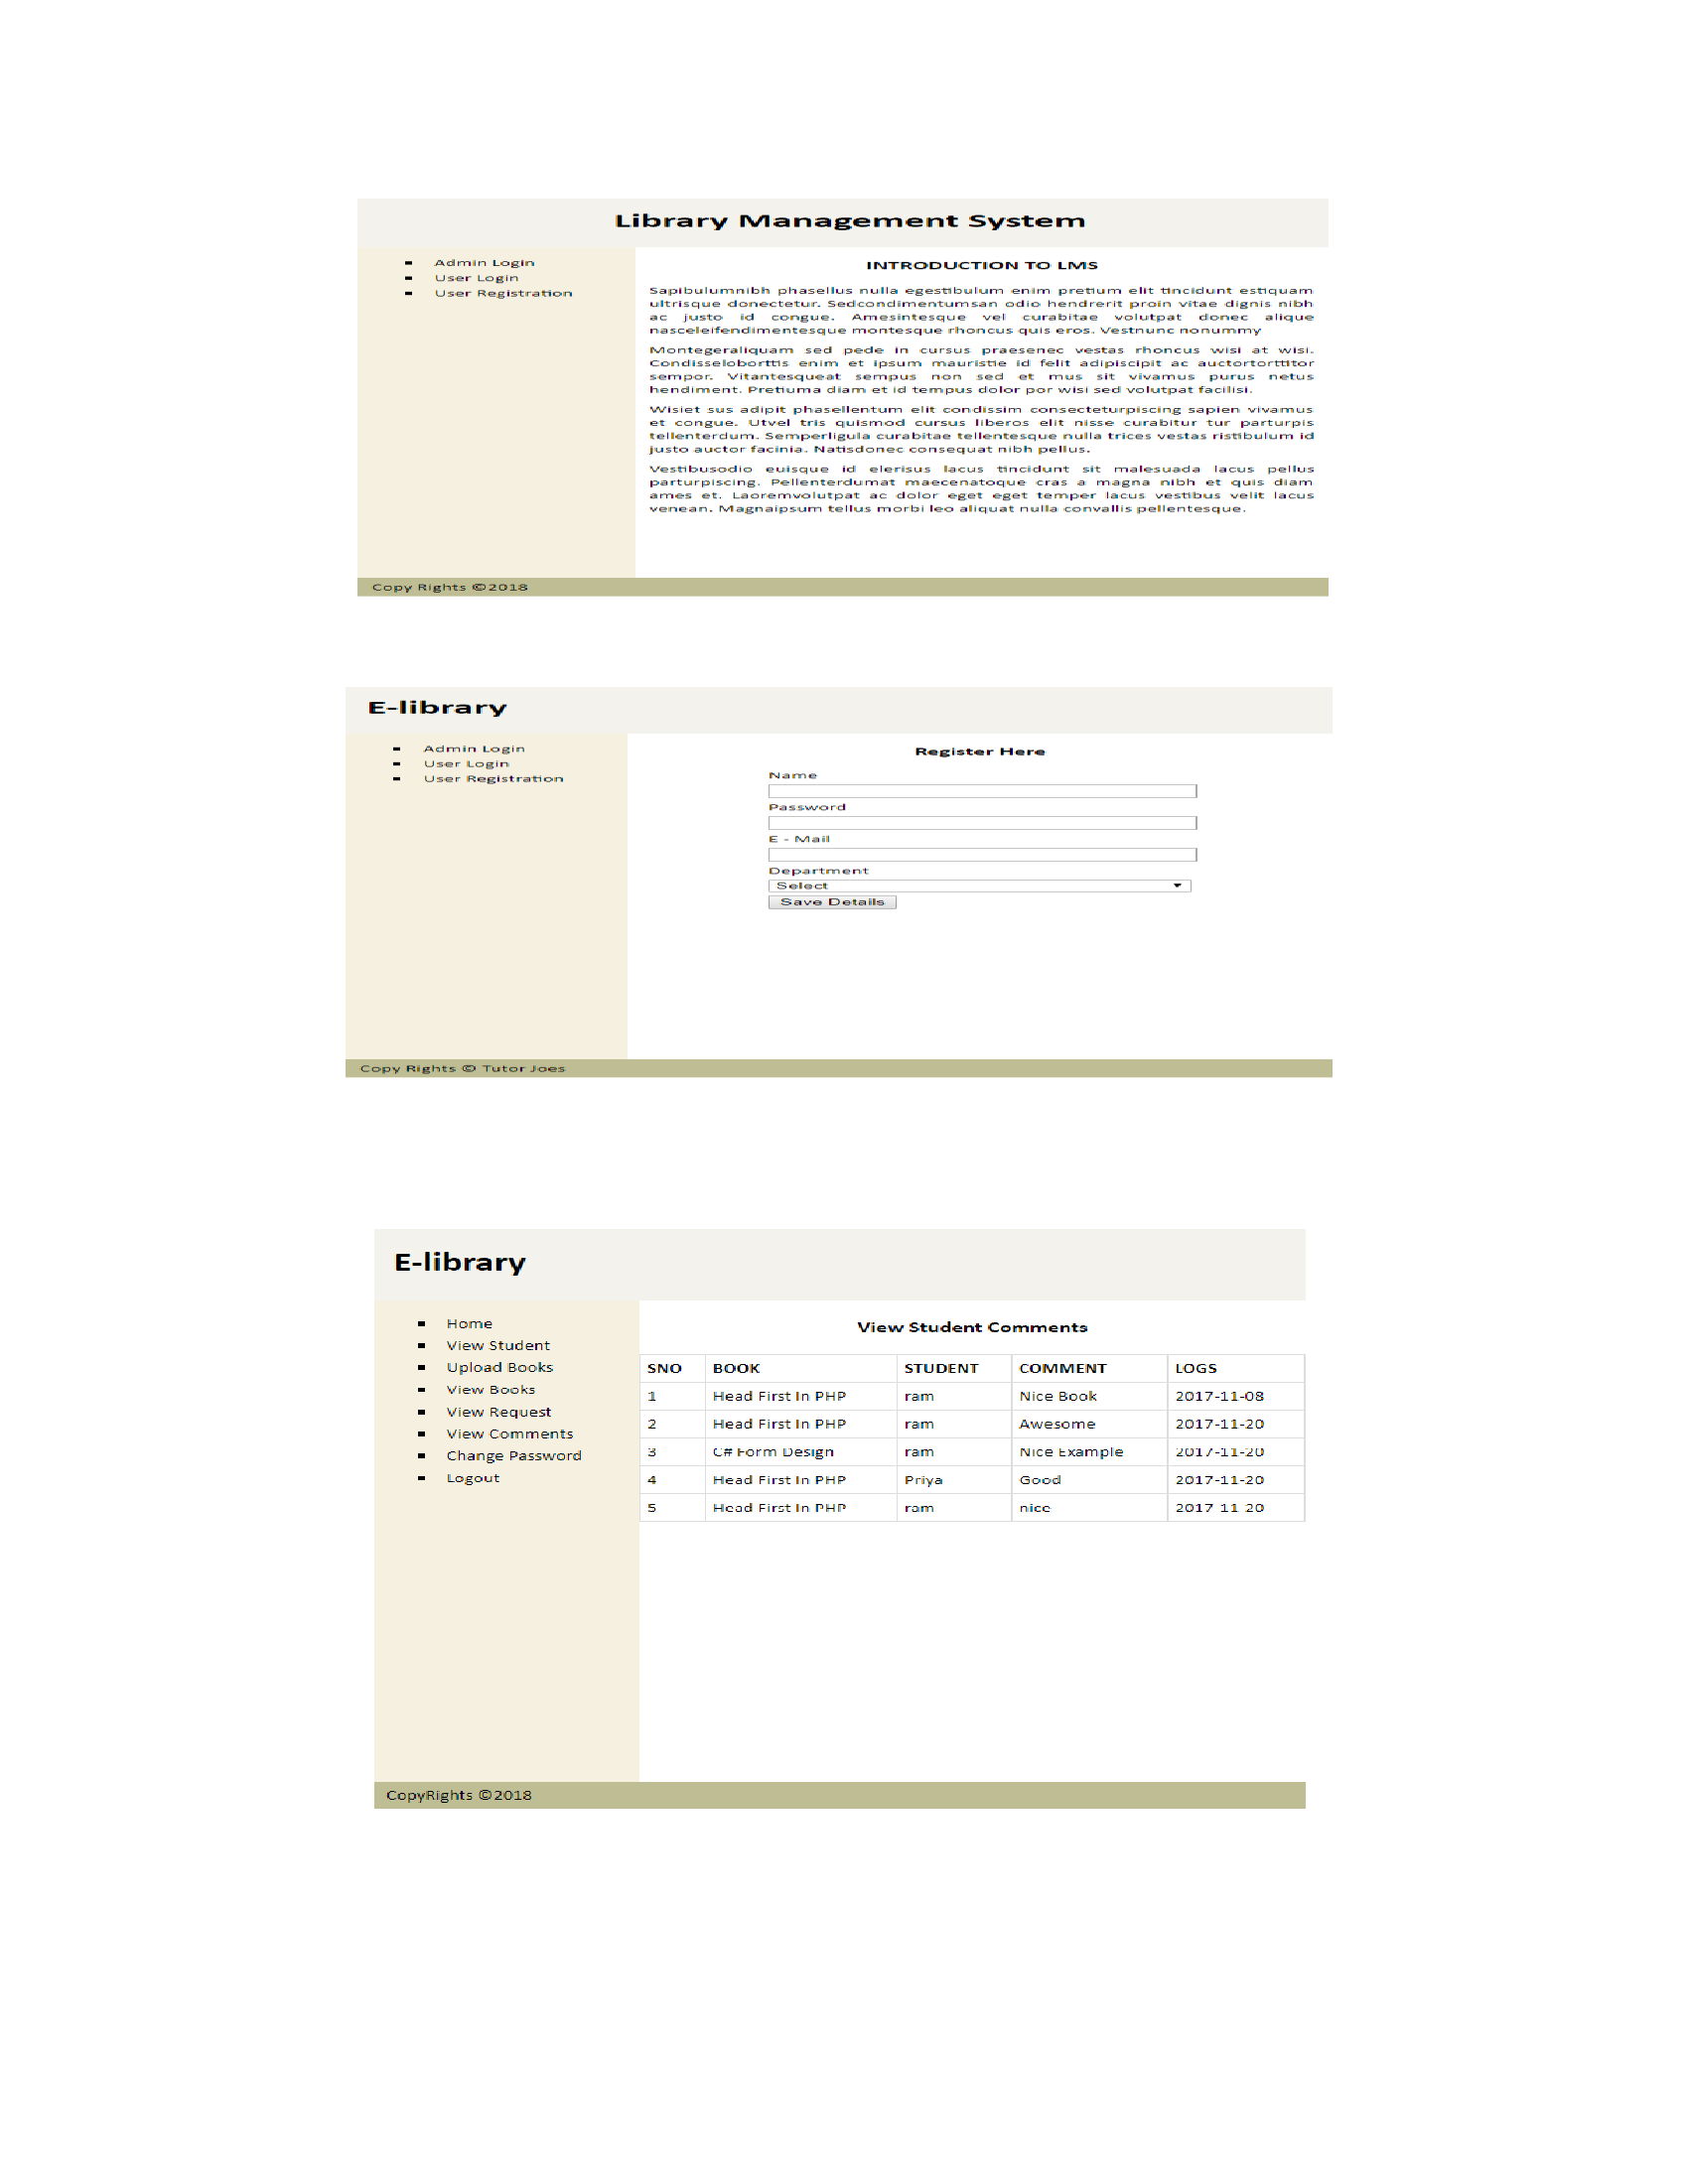 Library Management System
Admin Login
User Login
User Registration
INTRODUCTION TO LMS
Sapibulumnibh phasellus nulla egestibulum enim pretium elit tincidunt estiquam
ultrisque donectetur. Sedcondimentumsan odio hendrerit proin vitae dignis nibh
ac justo id congue. Amesintesque vel curabitae volutpat donec alique
nasceleifendimentesque montesque rhoncus quis eros. Vestnunc nonummy
Montegeraliquam sed pede in cursus praesenec vestas rhoncus wisi at wisi.
Condisseloborttis enim et ipsum mauristie id felit adipiscipit ac auctortorttitor
sempor. Vitantesqueat sempus non sed et mus sit vivamus purus netus
hendiment. Pretiuma diam et id tempus dolor por wisi sed volutpat facilisi.
Wisiet sus adipit phasellentum elit condissim consecteturpiscing sapien vivamus
et congue. Utvel tris quismod cursus liberos elit nisse curabitur tur parturpis
tellenterdum. Semperligula curabitae tellentesque nulla trices vestas ristibulum id
justo auctor facinia. Natisdonec consequat nibh pellus.
Vestibusodio euisque id elerisus lacus tincidunt sit malesuada lacus pellus
parturpiscing. Pellenterdumat maecenatoque cras a magna nibh et quis diam
ames et. Laoremvolutpat ac dolor eget eget temper lacus vestibus velit lacus
venean. Magnaipsum tellus morbi leo aliquat nulla convallis pellentesque.
Copy Rights ©2018
E-library
Admin Login
User Login
User Registration
Register Here
Name
Password
E - Mail
Department
Select
Save Details
Copy Rights © Tutor Joes
E-library
Home
View Student
Upload Books
View Books
View Request
View Comments
Change Password
Logout
View Student Comments
SNO BOOK STUDENT COMMENT LOGS
1 Head First In PHP ram Nice Book 2017-11-08
2 Head First In PHP ram Awesome 2017-11-20
3 C# Form Design ram Nice Example 2017-11-20
4 Head First In PHP Priya Good 2017-11-20
5 Head First In PHP ram nice 2017-11-20
CopyRights ©2018